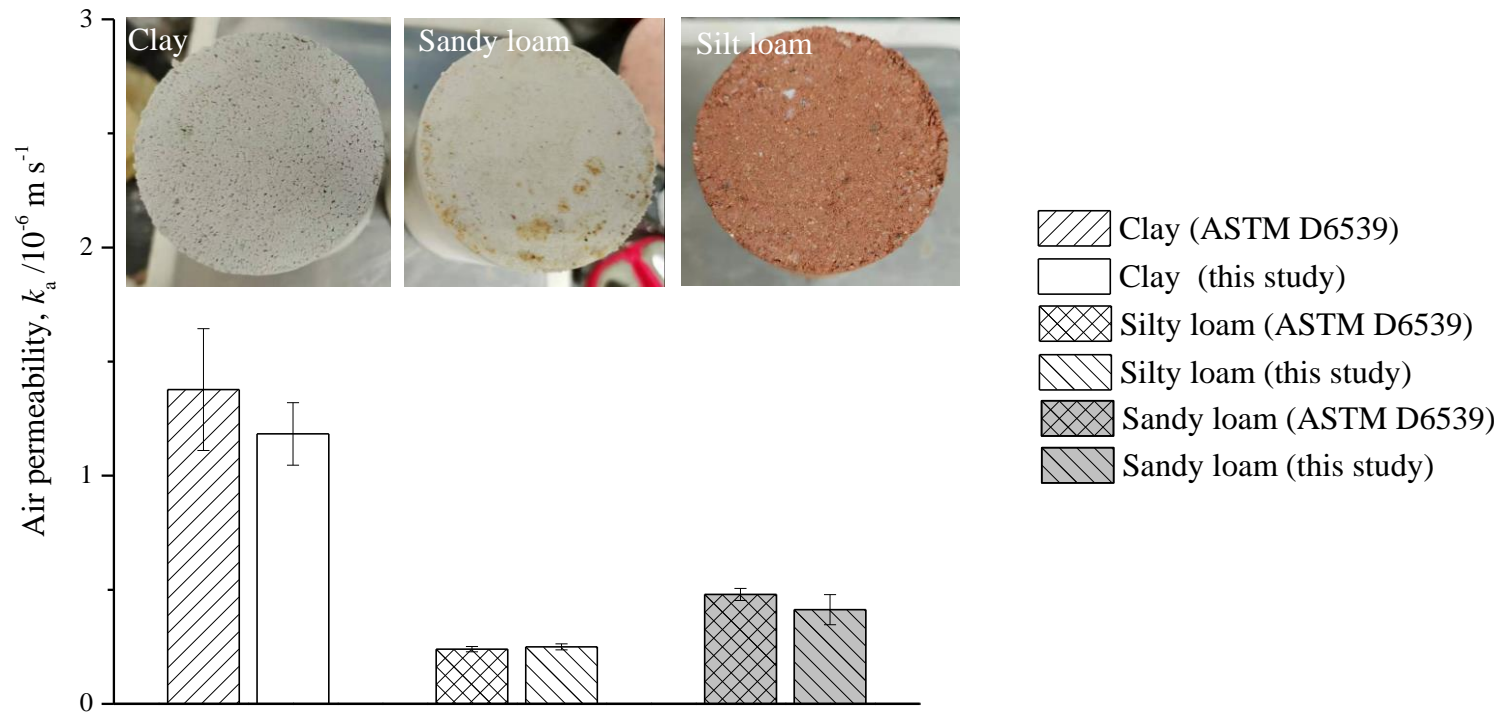 Air permeability, kₐ /10⁻⁶ m s⁻¹
3
2
1
0
Clay
Sandy loam
Silt loam
Clay (ASTM D6539)
Clay (this study)
Silty loam (ASTM D6539)
Silty loam (this study)
Sandy loam (ASTM D6539)
Sandy loam (this study)